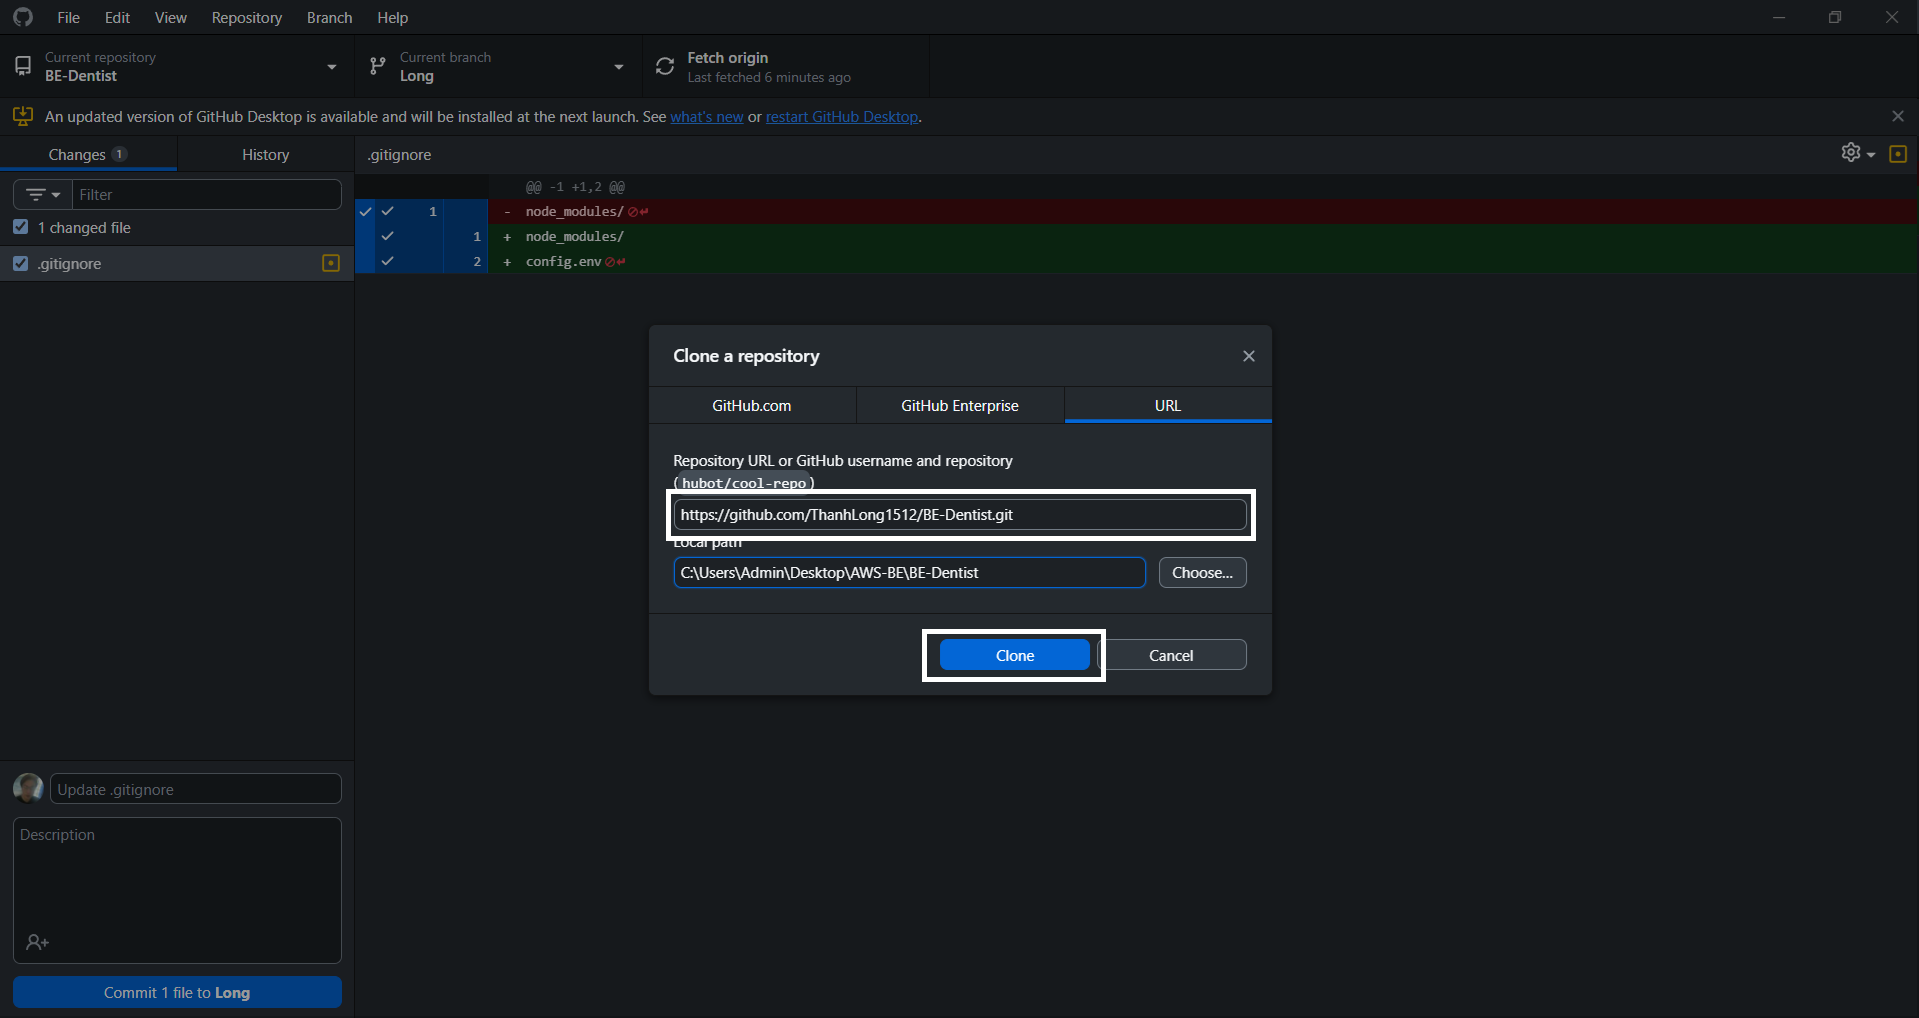 File Edit View Repository Branch Help
Current repository
BE-Dentist
Current branch
Long
Fetch origin
Last fetched 6 minutes ago
An updated version of GitHub Desktop is available and will be installed at the next launch. See what's new or restart GitHub Desktop.
Changes 1 History
.gitignore
Filter
1 changed file
.gitignore
@@ -1 +1,2 @@
1 - node_modules/
1 + node_modules/
2 + config.env
Clone a repository
GitHub.com GitHub Enterprise URL
Repository URL or GitHub username and repository
(hubot/cool-repo)
https://github.com/ThanhLong1512/BE-Dentist.git
Local path
C:\Users\Admin\Desktop\AWS-BE\BE-Dentist Choose...
Clone Cancel
Update .gitignore
Description
Commit 1 file to Long